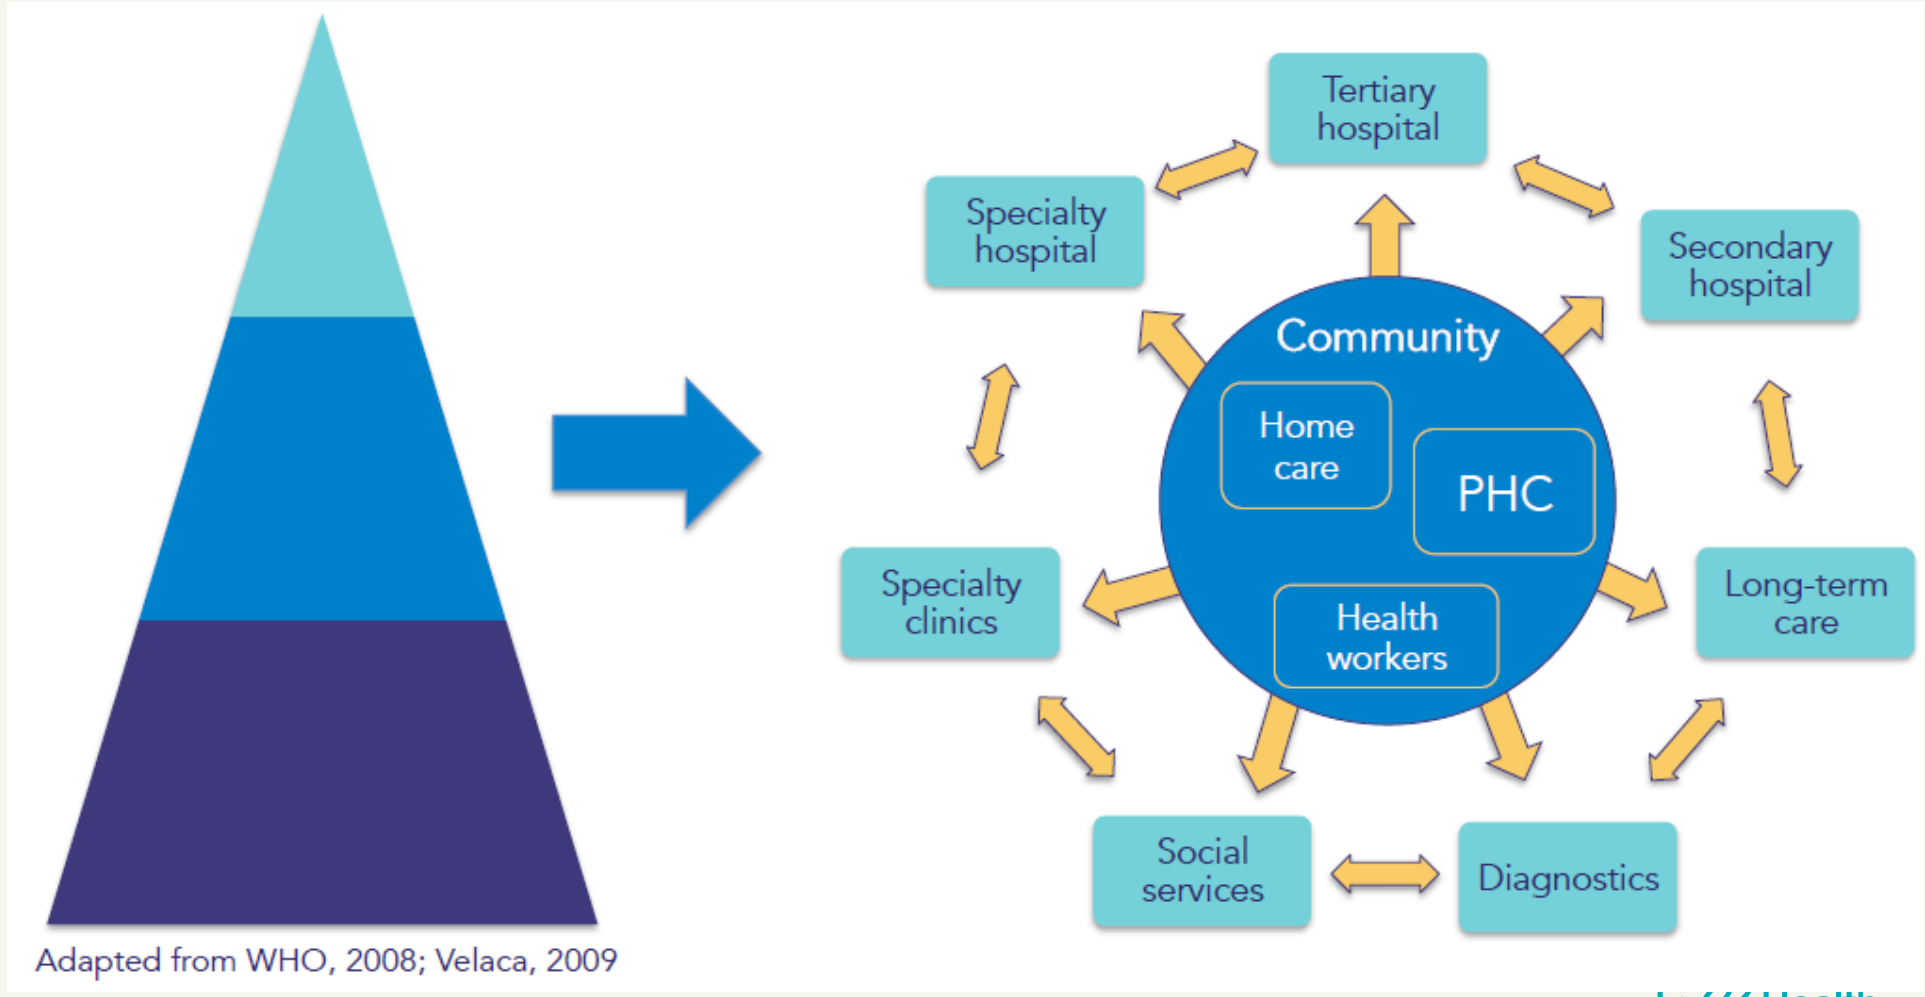 Tertiary
hospital
Specialty
hospital
Secondary
hospital
Community
Home
care
PHC
Health
workers
Specialty
clinics
Long-term
care
Social
services
Diagnostics
Adapted from WHO, 2008; Velaca, 2009